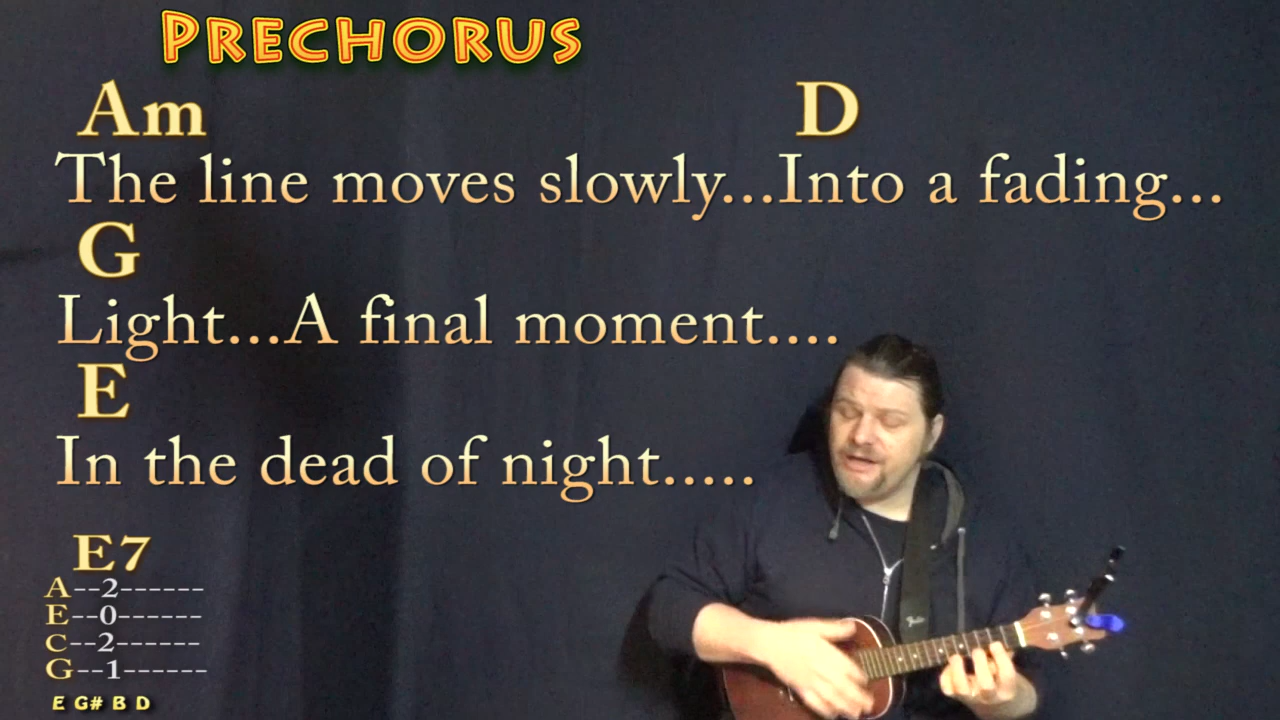 PRECHORUS
Am D
The line moves slowly...Into a fading...
G
Light...A final moment....
E
In the dead of night.....
E7
A--2------
E--0------
C--2------
G--1------
E G# B D
Fender